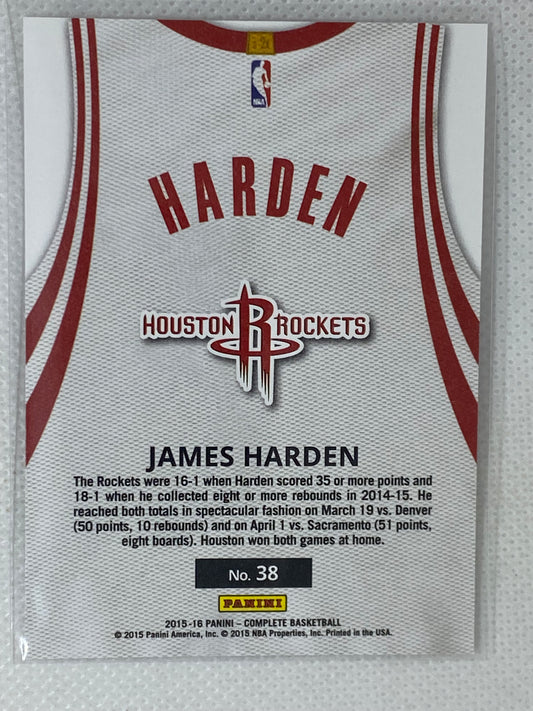 NBA
HARDEN
HOUSTON R ROCKETS
JAMES HARDEN
The Rockets were 16-1 when Harden scored 35 or more points and
18-1 when he collected eight or more rebounds in 2014-15. He
reached both totals in spectacular fashion on March 19 vs. Denver
(50 points, 10 rebounds) and on April 1 vs. Sacramento (51 points,
eight boards). Houston won both games at home.
No. 38
PANINI
2015-16 PANINI – COMPLETE BASKETBALL
© 2015 Panini America, Inc. © 2015 NBA Properties, Inc. Printed in the USA.